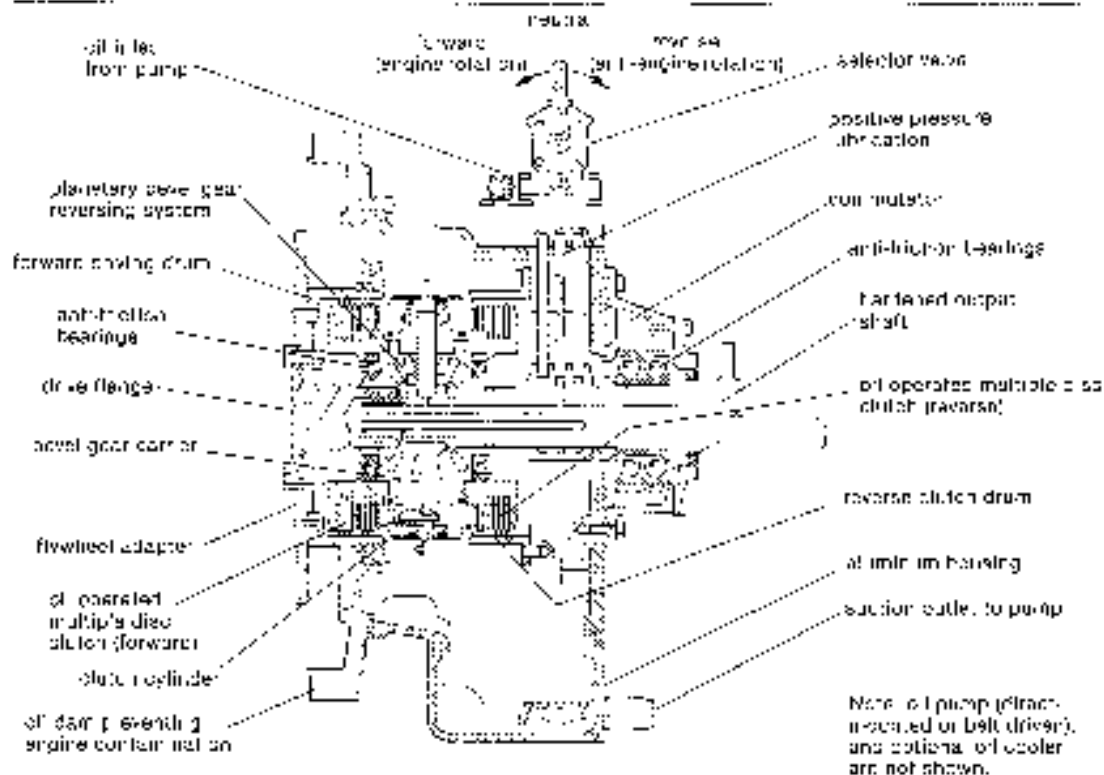 neutral
forward
(engine rotation)
reverse
(anti-engine rotation)
oil inlet
from pump
selector valve
positive pressure
lubrication
planetary bevel gear
reversing system
commutator
forward driving drum
anti-friction bearings
anti-friction
bearings
hardened output
shaft
drive flange
oil operated multiple disc
clutch (reverse)
bevel gear carrier
reverse clutch drum
flywheel adapter
aluminum housing
oil operated
multiple disc
clutch (forward)
suction outlet to pump
clutch cylinder
oil dam preventing
engine contamination
Note: oil pump (direct-
mounted or belt driven),
and optional oil cooler
are not shown.